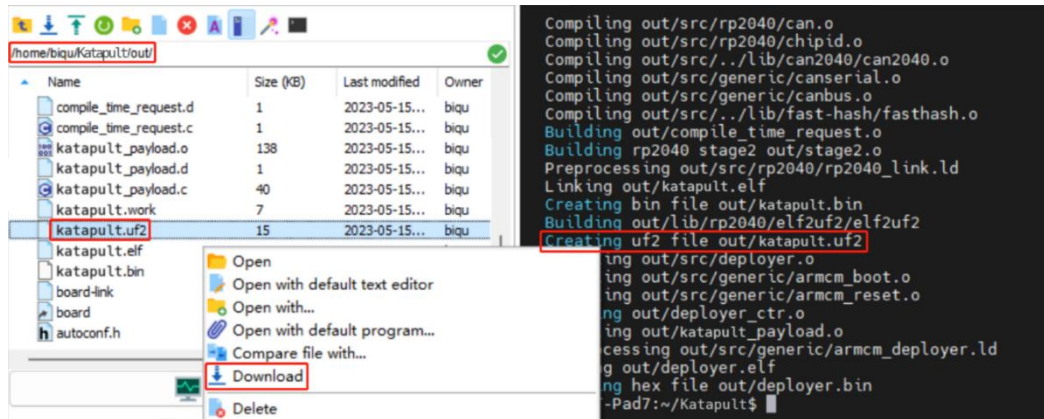 /home/biqu/Katapult/out/
Name Size (KB) Last modified Owner
compile_time_request.d 1 2023-05-15... biqu
compile_time_request.c 1 2023-05-15... biqu
katapult_payload.o 138 2023-05-15... biqu
katapult_payload.d 1 2023-05-15... biqu
katapult_payload.c 40 2023-05-15... biqu
katapult.work 7 2023-05-15... biqu
katapult.uf2 15 2023-05-15... biqu
katapult.elf
katapult.bin
board-link
board
autoconf.h
Open
Open with default text editor
Open with...
Open with default program...
Compare file with...
Download
Delete
Compiling out/src/rp2040/can.o
Compiling out/src/rp2040/chipid.o
Compiling out/src/../lib/can2040/can2040.o
Compiling out/src/generic/canserial.o
Compiling out/src/generic/canbus.o
Compiling out/src/../lib/fast-hash/fasthash.o
Building out/compile_time_request.o
Building rp2040 stage2 out/stage2.o
Preprocessing out/src/rp2040/rp2040_link.ld
Linking out/katapult.elf
Creating bin file out/katapult.bin
Building out/lib/rp2040/elf2uf2/elf2uf2
Creating uf2 file out/katapult.uf2
ing out/src/deployer.o
ing out/src/generic/armcm_boot.o
ing out/src/generic/armcm_reset.o
ng out/deployer_ctr.o
ing out/katapult_payload.o
cessing out/src/generic/armcm_deployer.ld
g out/deployer.elf
ng hex file out/deployer.bin
-Pad7:~/Katapult$